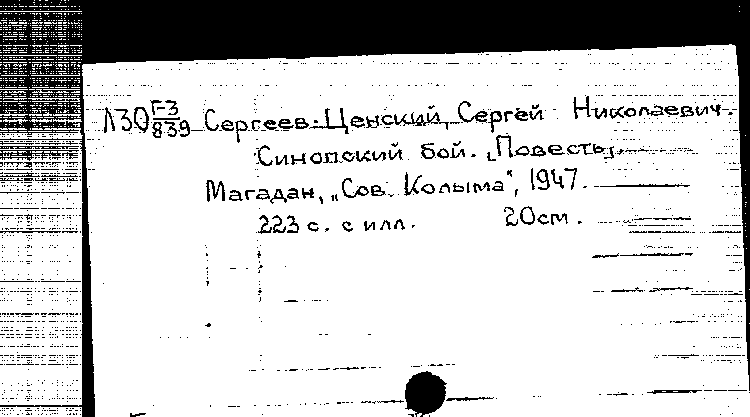 Л30 Г-3/839 Сергеев-Ценский, Сергей Николаевич.
Синопский бой. [Повесть].
Магадан, „Сов. Колыма", 1947.
223 с. с илл. 20см.